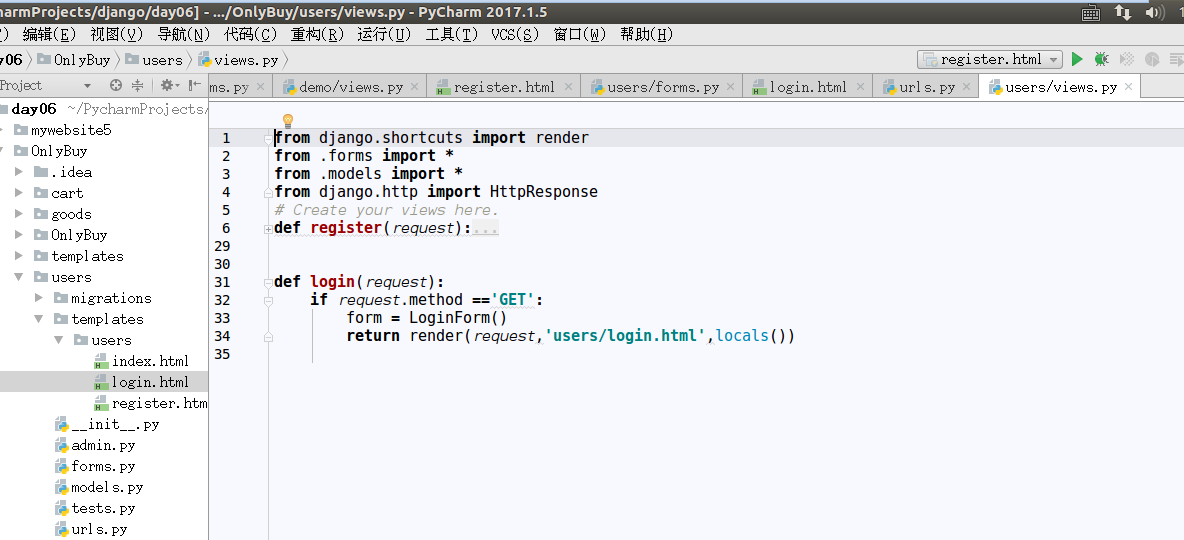 harmProjects/django/day06] - .../OnlyBuy/users/views.py - PyCharm 2017.1.5
) 编辑(E) 视图(V) 导航(N) 代码(C) 重构(R) 运行(U) 工具(T) VCS(S) 窗口(W) 帮助(H)
y06 OnlyBuy users views.py register.html
Project ms.py demo/views.py register.html users/forms.py login.html urls.py users/views.py
day06 ~/PycharmProjects/
mywebsite5
OnlyBuy
.idea
cart
goods
OnlyBuy
templates
users
migrations
templates
users
index.html
login.html
register.htm
__init__.py
admin.py
forms.py
models.py
tests.py
urls.py
1 from django.shortcuts import render
2 from .forms import *
3 from .models import *
4 from django.http import HttpResponse
5 # Create your views here.
6 def register(request):...
29
30
31 def login(request):
32 if request.method =='GET':
33 form = LoginForm()
34 return render(request,'users/login.html',locals())
35